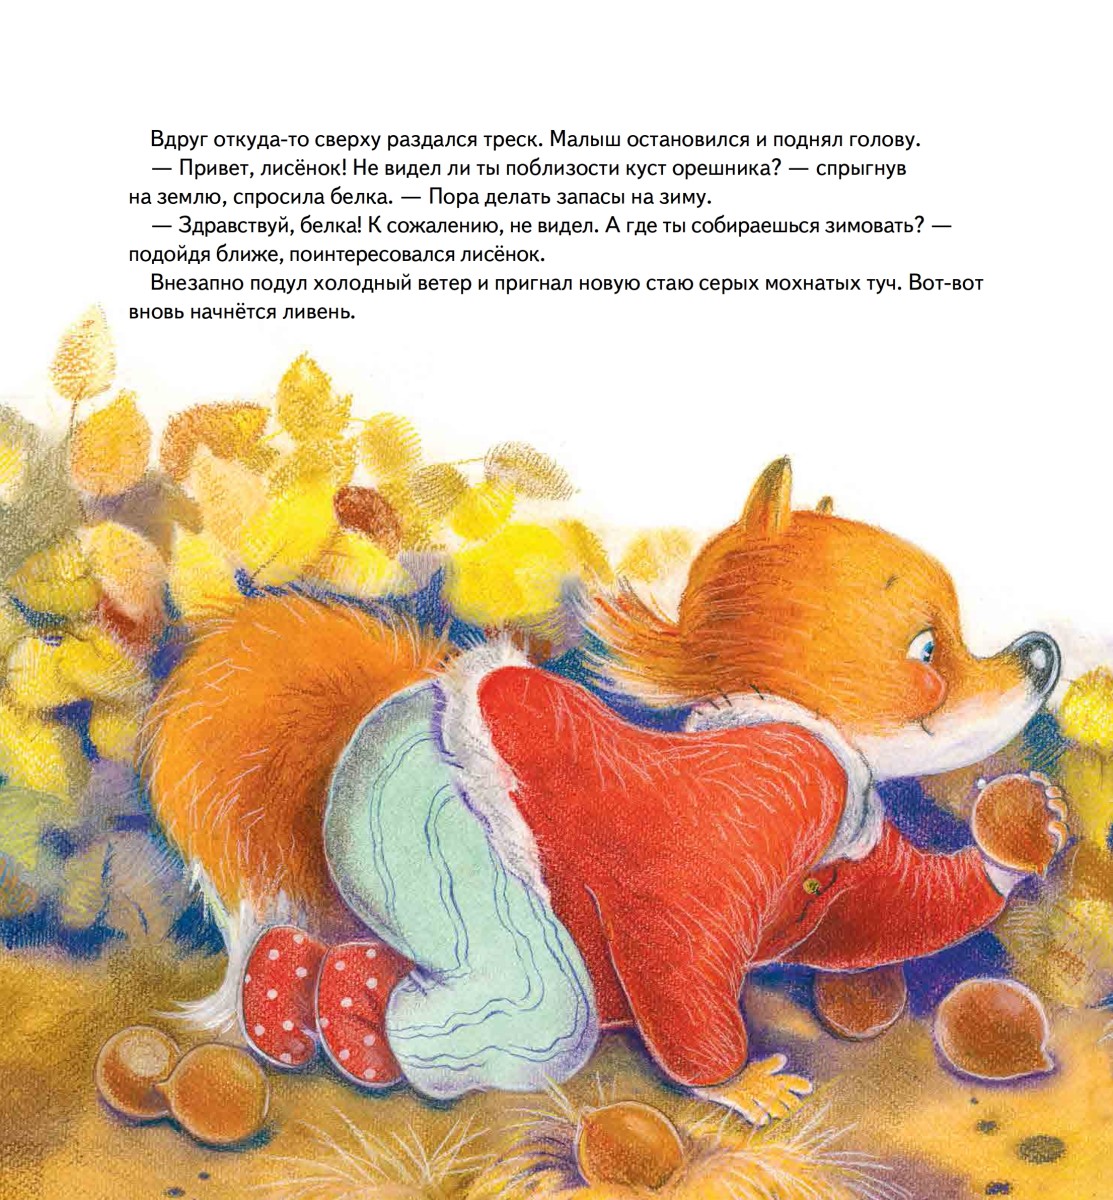 Вдруг откуда-то сверху раздался треск. Малыш остановился и поднял голову.
— Привет, лисёнок! Не видел ли ты поблизости куст орешника? — спрыгнув
на землю, спросила белка. — Пора делать запасы на зиму.
— Здравствуй, белка! К сожалению, не видел. А где ты собираешься зимовать? —
подойдя ближе, поинтересовался лисёнок.
Внезапно подул холодный ветер и пригнал новую стаю серых мохнатых туч. Вот-вот
вновь начнётся ливень.